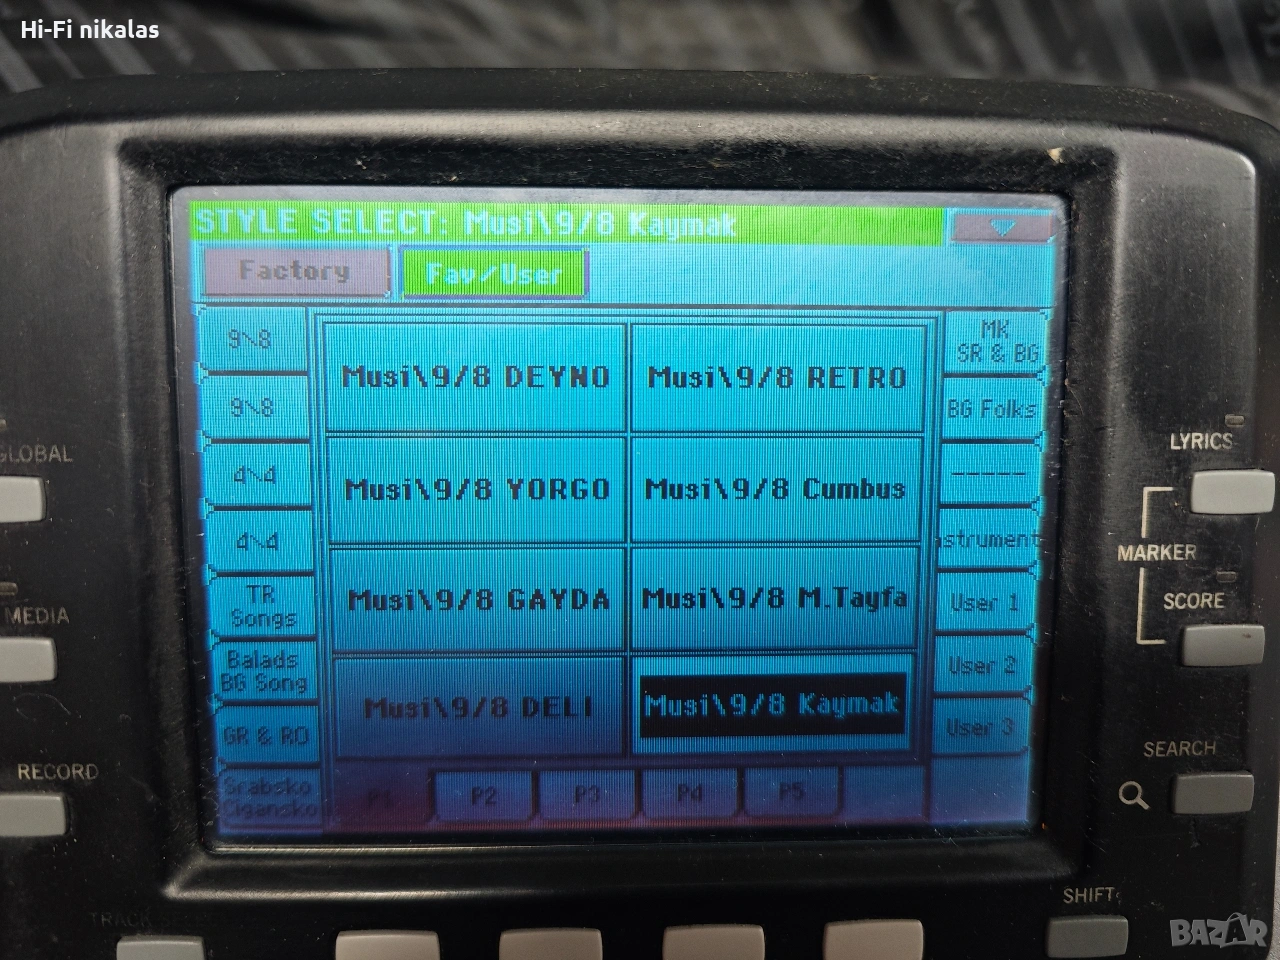 Hi-Fi nikalas
STYLE SELECT: Musi\9/8 Kaymak
Factory
Fav/User
9\8
9\8
4\4
4\4
TR
Songs
Balads
BG Song
GR & RO
Srabsko
Cigansko
Musi\9/8 DEYNO
Musi\9/8 RETRO
Musi\9/8 YORGO
Musi\9/8 Cumbus
Musi\9/8 GAYDA
Musi\9/8 M.Tayfa
Musi\9/8 DELI
Musi\9/8 Kaymak
MK
SR & BG
BG Folks
-----
nstrument
User 1
User 2
User 3
P1
P2
P3
P4
P5
GLOBAL
MEDIA
RECORD
TRACK
LYRICS
MARKER
SCORE
SEARCH
SHIFT
BAZAR